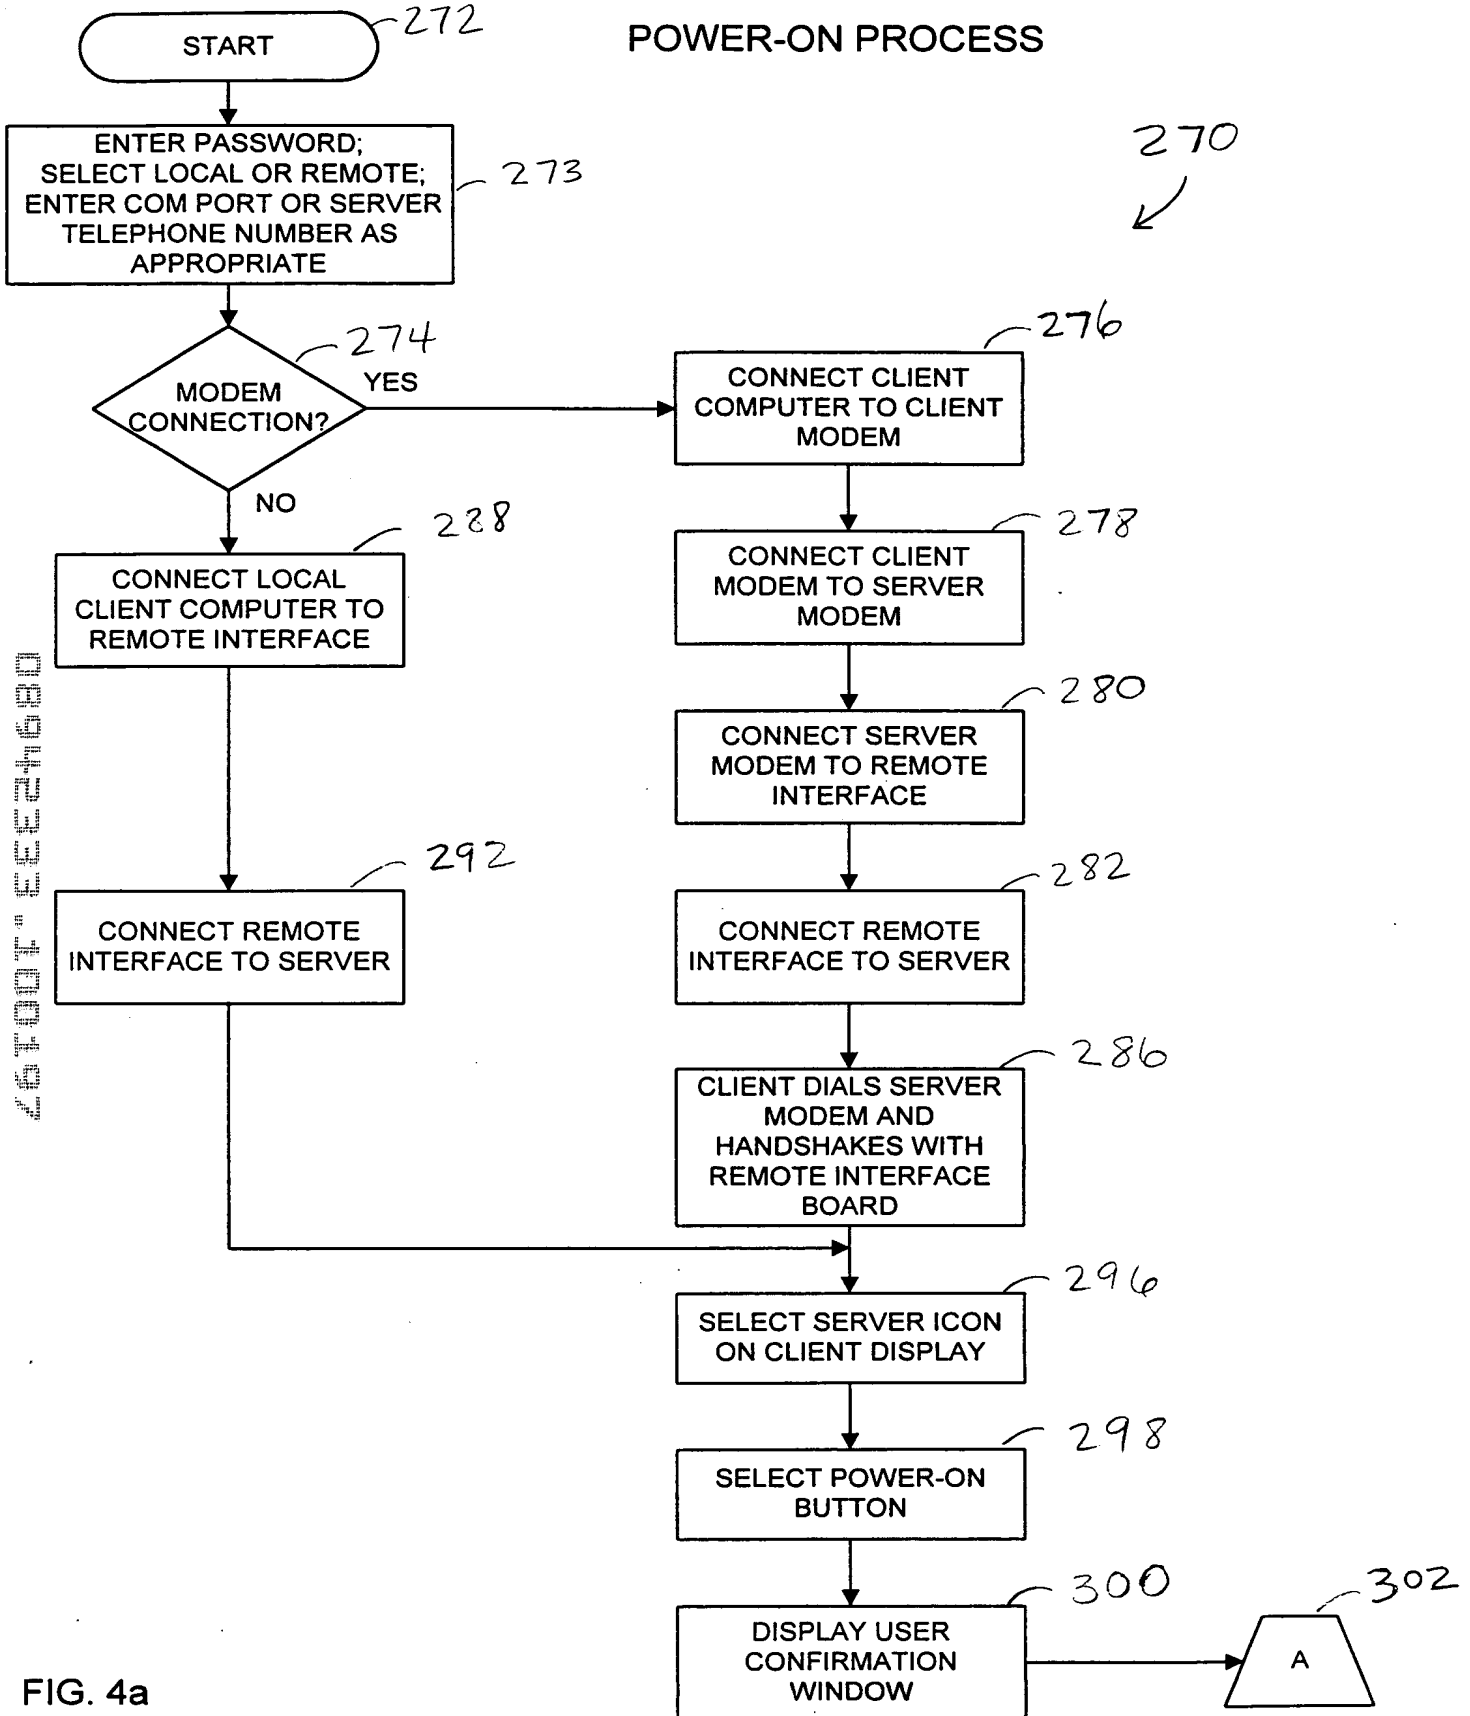 POWER-ON PROCESS
START
272
270
ENTER PASSWORD;
SELECT LOCAL OR REMOTE;
ENTER COM PORT OR SERVER
TELEPHONE NUMBER AS
APPROPRIATE
273
MODEM
CONNECTION?
274
YES
NO
CONNECT CLIENT
COMPUTER TO CLIENT
MODEM
276
CONNECT LOCAL
CLIENT COMPUTER TO
REMOTE INTERFACE
288
CONNECT CLIENT
MODEM TO SERVER
MODEM
278
CONNECT SERVER
MODEM TO REMOTE
INTERFACE
280
CONNECT REMOTE
INTERFACE TO SERVER
292
CONNECT REMOTE
INTERFACE TO SERVER
282
CLIENT DIALS SERVER
MODEM AND
HANDSHAKES WITH
REMOTE INTERFACE
BOARD
286
SELECT SERVER ICON
ON CLIENT DISPLAY
296
SELECT POWER-ON
BUTTON
298
DISPLAY USER
CONFIRMATION
WINDOW
300
A
302
FIG. 4a